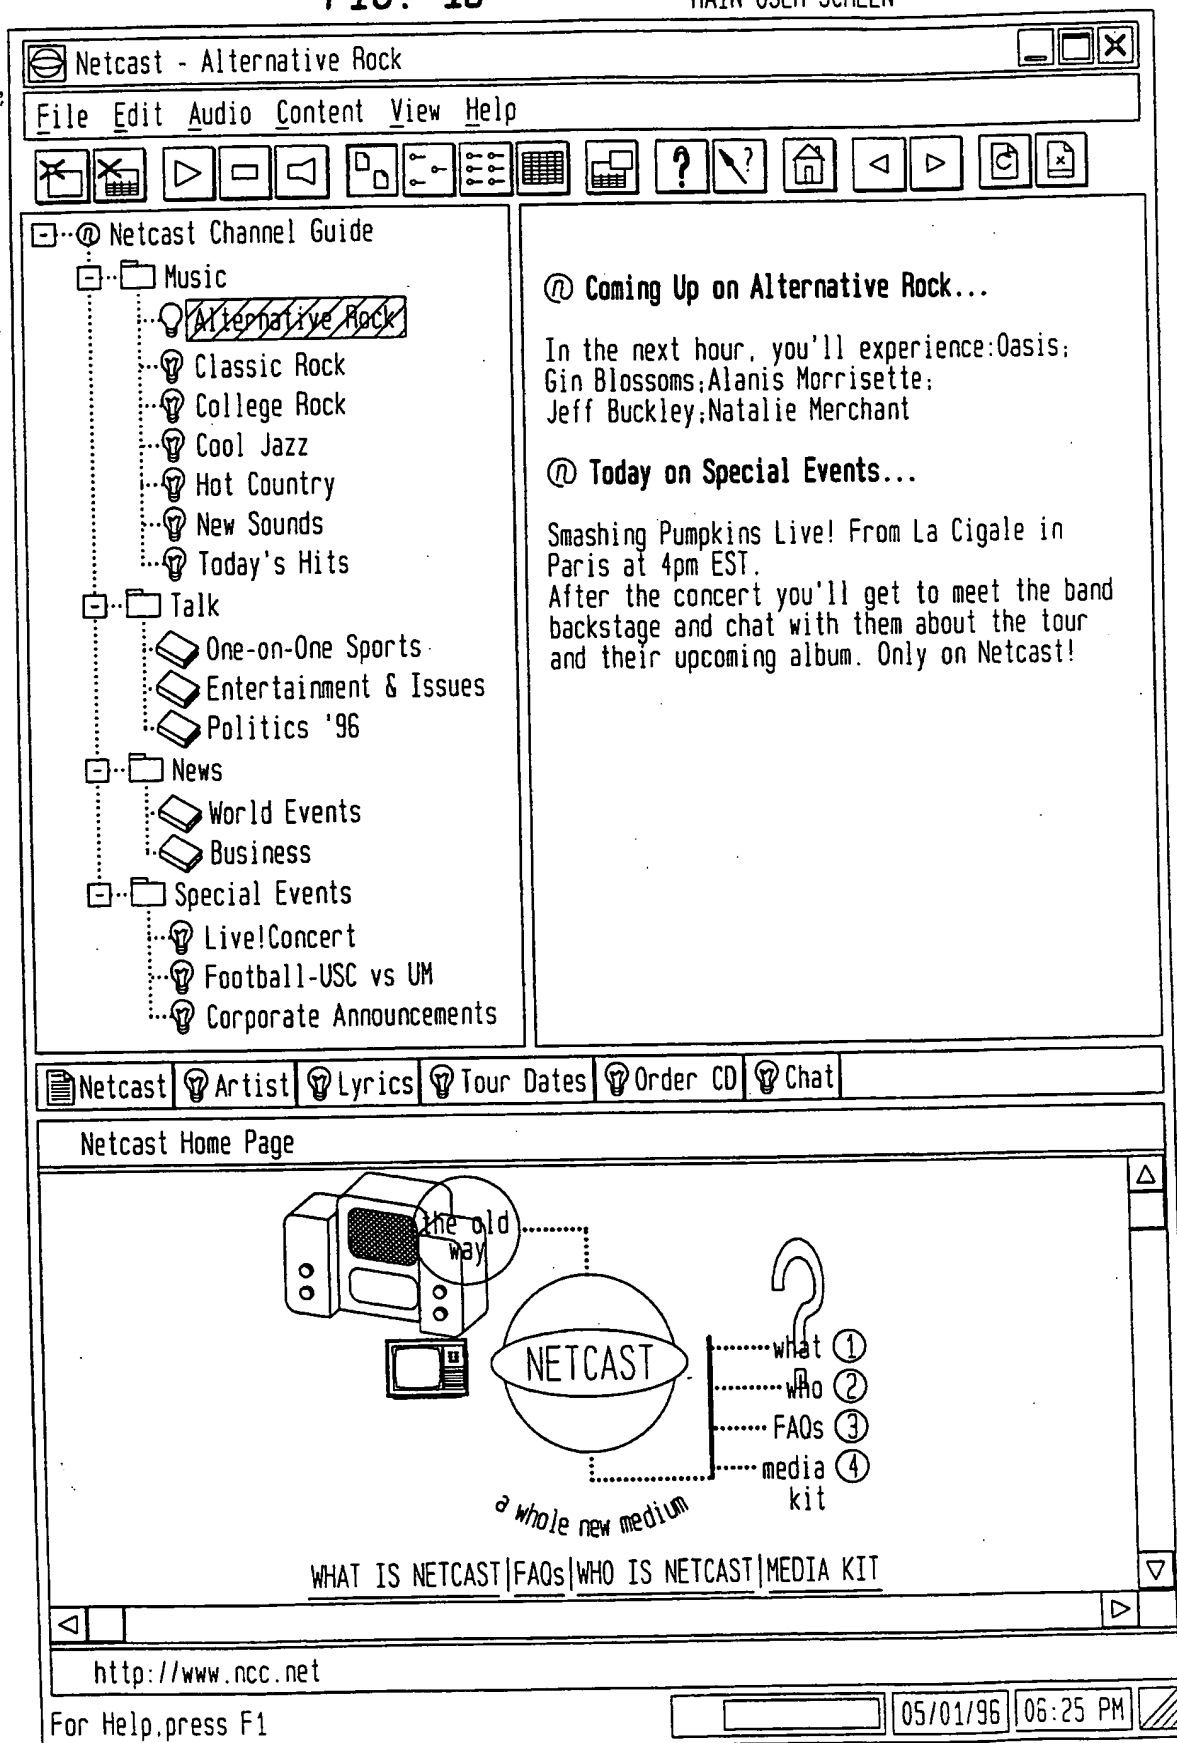 MAIN USER SCREEN
Netcast - Alternative Rock
File Edit Audio Content View Help
Netcast Channel Guide
Music
Alternative Rock
Classic Rock
College Rock
Cool Jazz
Hot Country
New Sounds
Today's Hits
Talk
One-on-One Sports
Entertainment & Issues
Politics '96
News
World Events
Business
Special Events
Live!Concert
Football-USC vs UM
Corporate Announcements
Coming Up on Alternative Rock...
In the next hour, you'll experience:Oasis;
Gin Blossoms;Alanis Morrisette;
Jeff Buckley;Natalie Merchant
Today on Special Events...
Smashing Pumpkins Live! From La Cigale in
Paris at 4pm EST.
After the concert you'll get to meet the band
backstage and chat with them about the tour
and their upcoming album. Only on Netcast!
Netcast Artist Lyrics Tour Dates Order CD Chat
Netcast Home Page
the old
way
NETCAST
what 1
who 2
FAQs 3
media 4
kit
a whole new medium
WHAT IS NETCAST|FAQs|WHO IS NETCAST|MEDIA KIT
http://www.ncc.net
For Help,press F1
05/01/96 06:25 PM